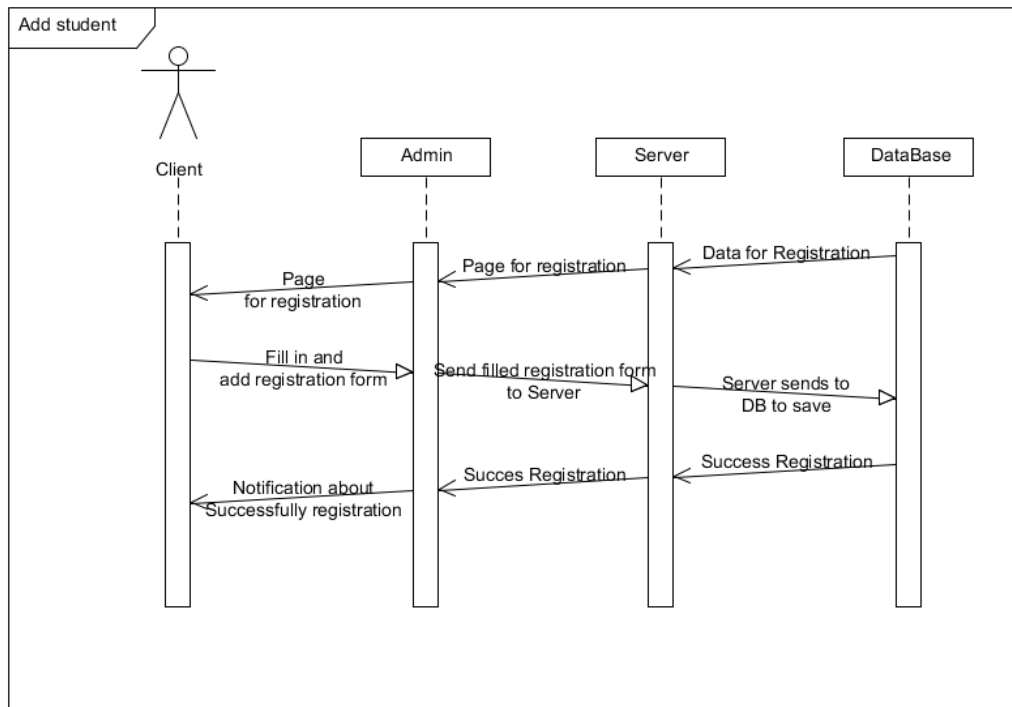 Add student
Client
Admin
Server
DataBase
Data for Registration
Page for registration
Page
for registration
Fill in and
add registration form
Send filled registration form
to Server
Server sends to
DB to save
Success Registration
Succes Registration
Notification about
Successfully registration